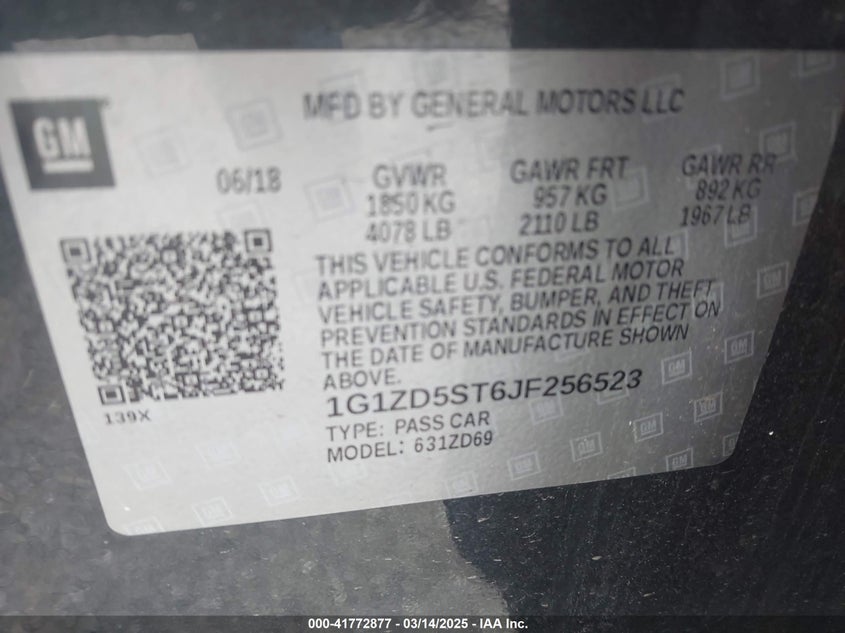 GM
MFD BY GENERAL MOTORS LLC
06/18
GVWR
1850 KG
4078 LB
GAWR FRT
957 KG
2110 LB
GAWR RR
892 KG
1967 LB
THIS VEHICLE CONFORMS TO ALL
APPLICABLE U.S. FEDERAL MOTOR
VEHICLE SAFETY, BUMPER, AND THEFT
PREVENTION STANDARDS IN EFFECT ON
THE DATE OF MANUFACTURE SHOWN
ABOVE.
139X
1G1ZD5ST6JF256523
TYPE: PASS CAR
MODEL: 631ZD69
000-41772877 - 03/14/2025 - IAA Inc.